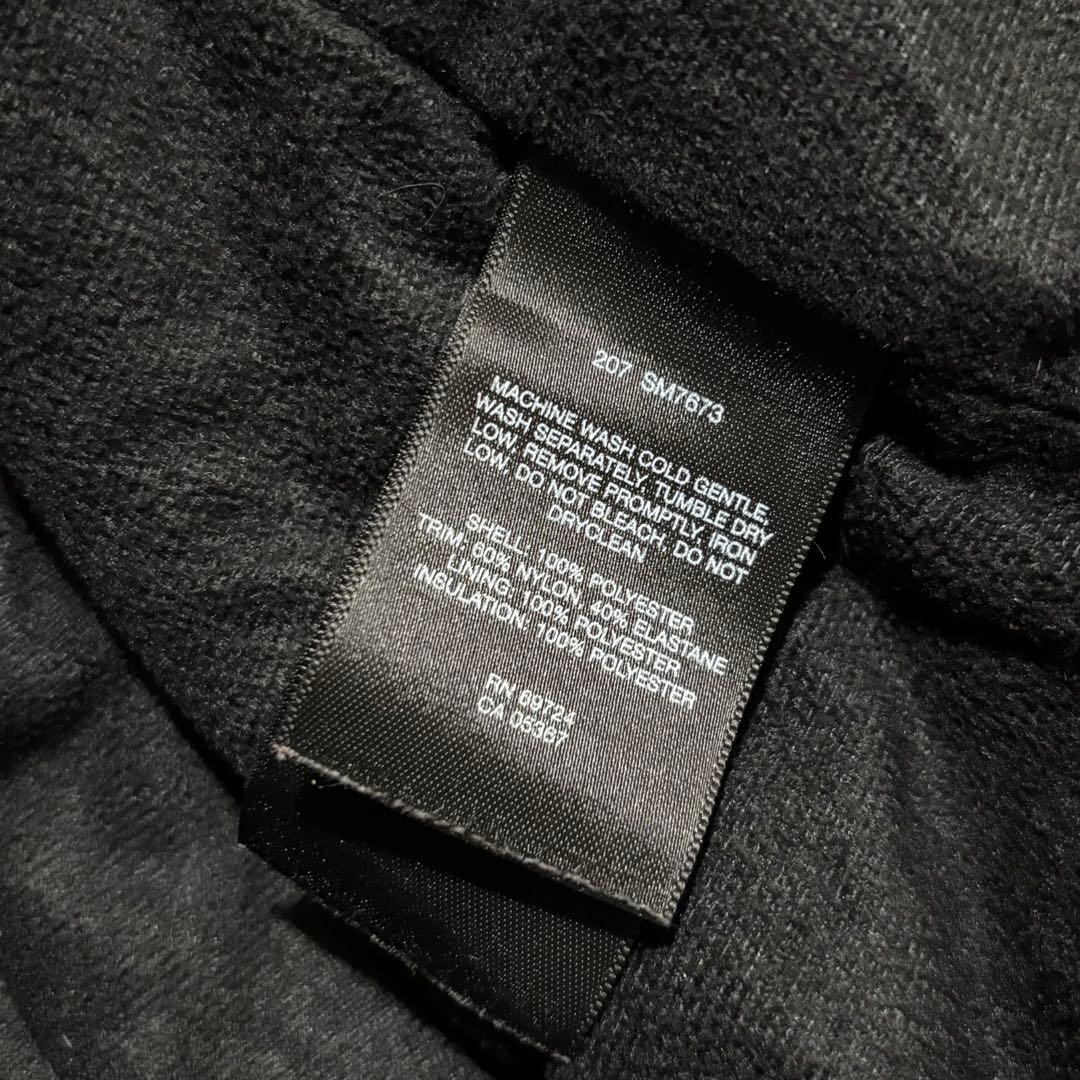 207 SM7673
MACHINE WASH COLD GENTLE,
WASH SEPARATELY, TUMBLE DRY
LOW, REMOVE PROMPTLY, IRON
LOW, DO NOT BLEACH, DO NOT
DRYCLEAN
SHELL: 100% POLYESTER
TRIM, 60% NYLON, 40% ELASTANE
LINING: 100% POLYESTER
INSULATION: 100% POLYESTER
RN 69724
CA 05367